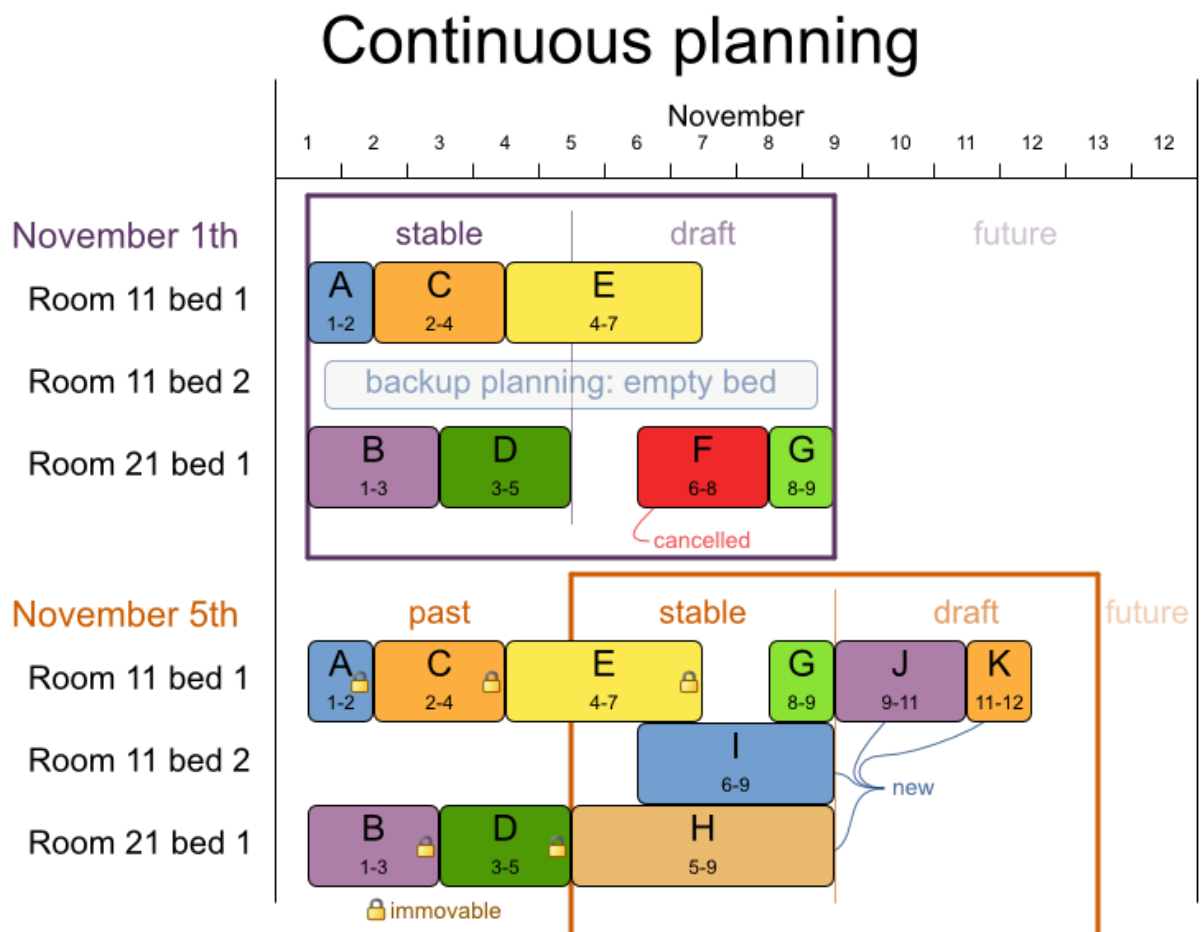 Continuous planning
November
1 2 3 4 5 6 7 8 9 10 11 12 13 12
November 1th stable draft future
Room 11 bed 1 A C E
1-2 2-4 4-7
Room 11 bed 2 backup planning: empty bed
Room 21 bed 1 B D F G
1-3 3-5 6-8 8-9
cancelled
November 5th past stable draft future
Room 11 bed 1 A C E G J K
1-2 2-4 4-7 8-9 9-11 11-12
Room 11 bed 2 I
6-9 new
Room 21 bed 1 B D H
1-3 3-5 5-9
immovable